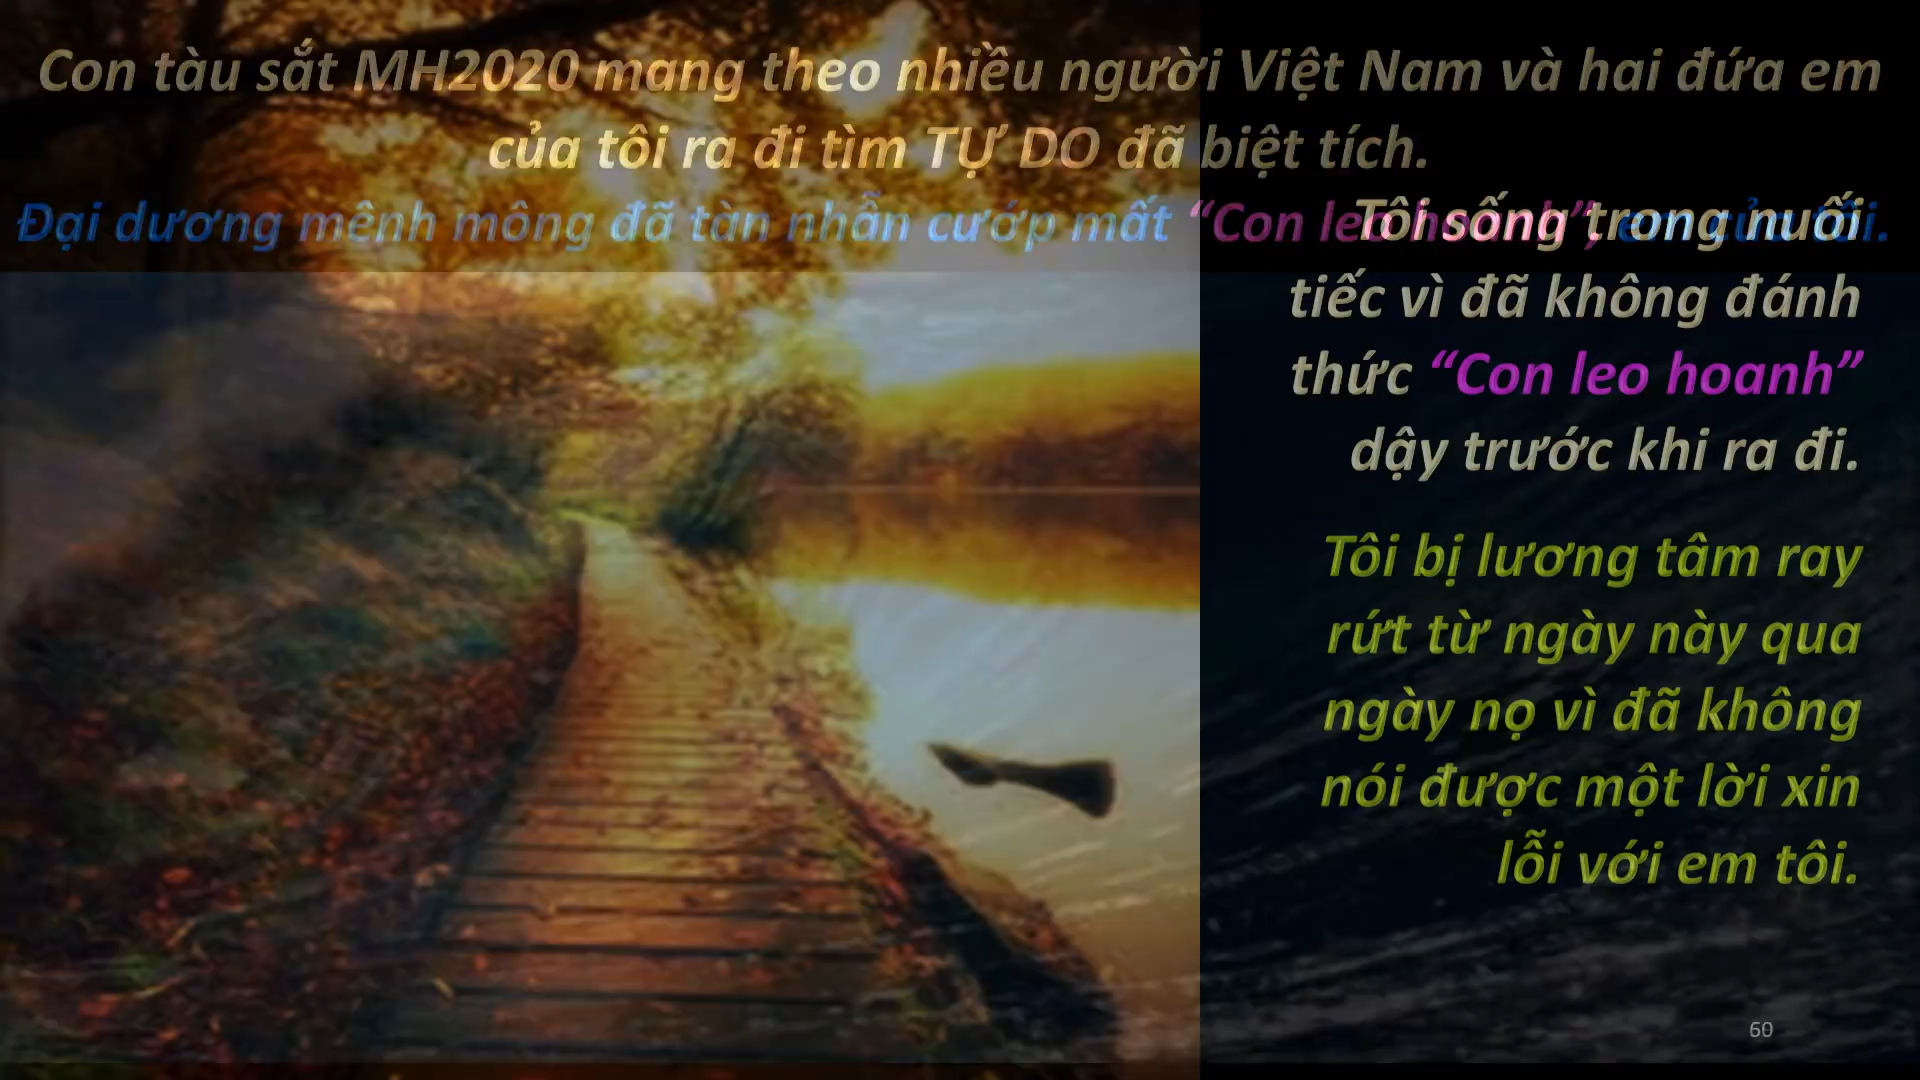 Con tàu sắt MH2020 mang theo nhiều người Việt Nam và hai đứa em
của tôi ra đi tìm TỰ DO đã biệt tích.
Đại dương mênh mông đã tàn nhẫn cướp mất “Con leo hoanh”, em của tôi.
Tôi sống trong nuối
tiếc vì đã không đánh
thức “Con leo hoanh”
dậy trước khi ra đi.
Tôi bị lương tâm ray
rứt từ ngày này qua
ngày nọ vì đã không
nói được một lời xin
lỗi với em tôi.
60